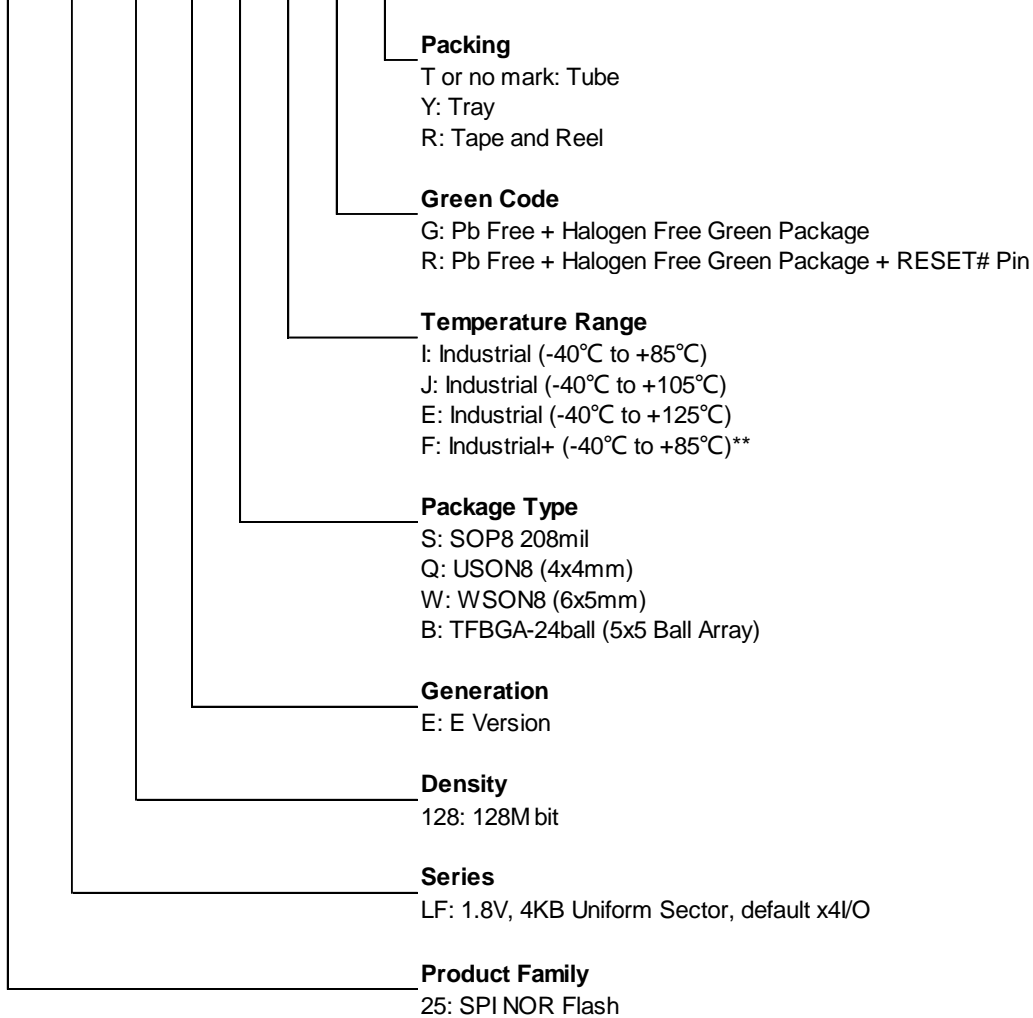 Packing
T or no mark: Tube
Y: Tray
R: Tape and Reel
Green Code
G: Pb Free + Halogen Free Green Package
R: Pb Free + Halogen Free Green Package + RESET# Pin
Temperature Range
I: Industrial (-40℃ to +85℃)
J: Industrial (-40℃ to +105℃)
E: Industrial (-40℃ to +125℃)
F: Industrial+ (-40℃ to +85℃)**
Package Type
S: SOP8 208mil
Q: USON8 (4x4mm)
W: WSON8 (6x5mm)
B: TFBGA-24ball (5x5 Ball Array)
Generation
E: E Version
Density
128: 128M bit
Series
LF: 1.8V, 4KB Uniform Sector, default x4I/O
Product Family
25: SPI NOR Flash